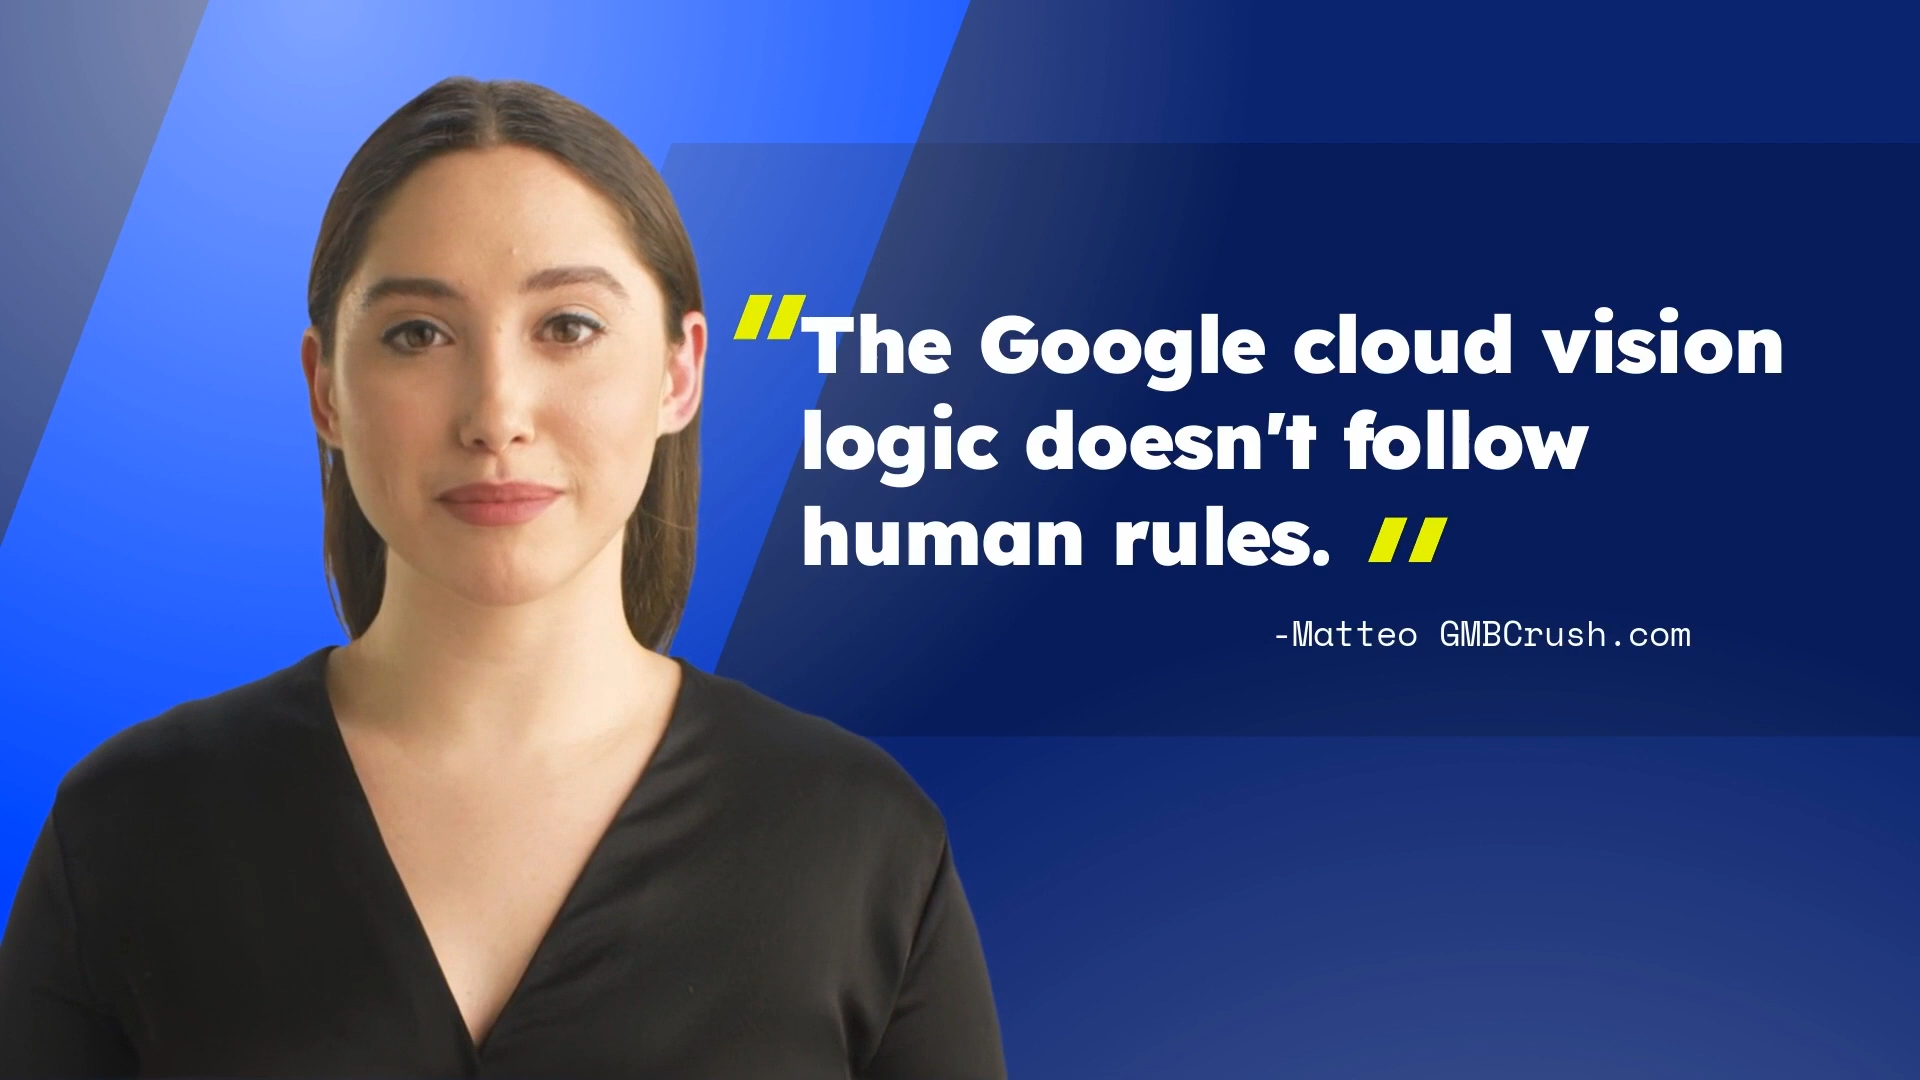 "The Google cloud vision
logic doesn't follow
human rules. "
-Matteo GMBCrush.com